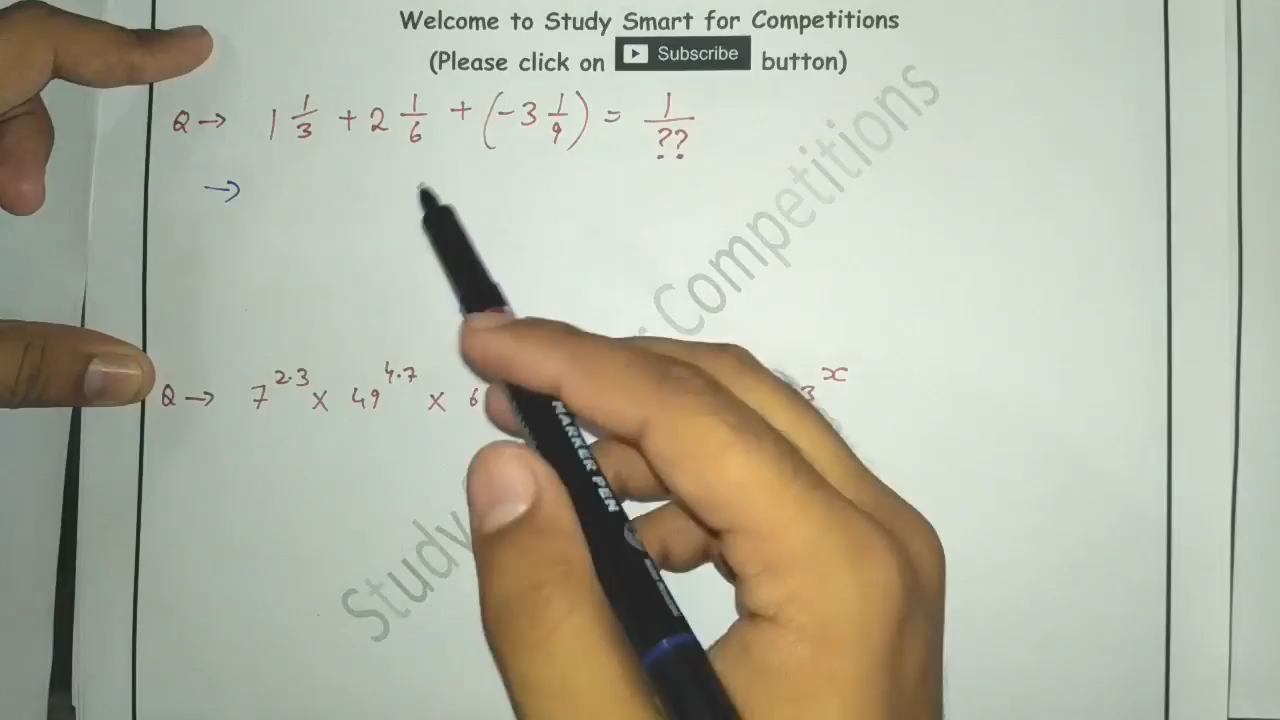 Welcome to Study Smart for Competitions
(Please click on Subscribe button)
Q → 1 1/3 + 2 1/6 + (-3 1/9) = 1/??
→
Q → 7^2.3 × 49^4.7 × 6 3^x
Study Competitions
MARKER PEN